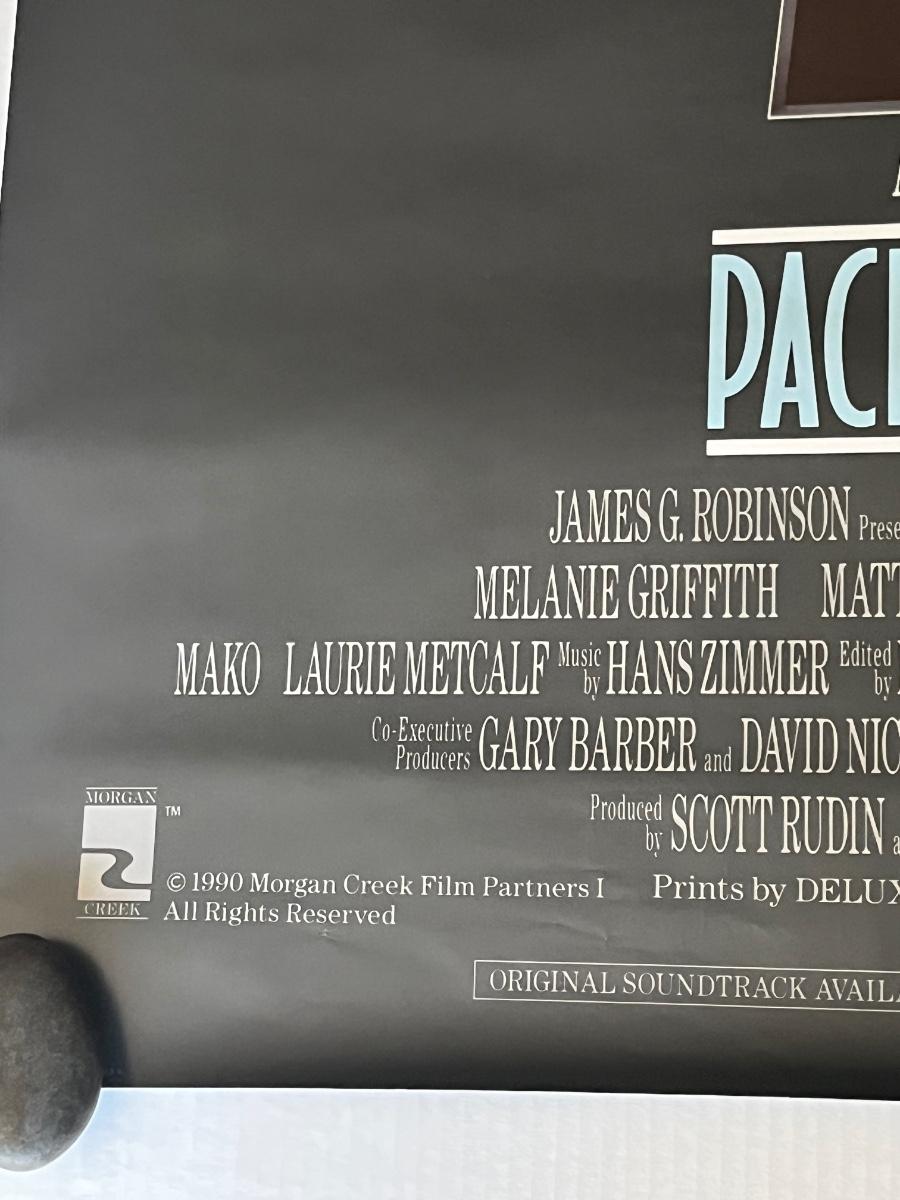 PACI
JAMES G. ROBINSON Prese
MELANIE GRIFFITH MATT
MAKO LAURIE METCALF Music by HANS ZIMMER Edited by
Co-Executive Producers GARY BARBER and DAVID NIC
Produced by SCOTT RUDIN a
MORGAN
CREEK
™
© 1990 Morgan Creek Film Partners I Prints by DELUX
All Rights Reserved
ORIGINAL SOUNDTRACK AVAILA